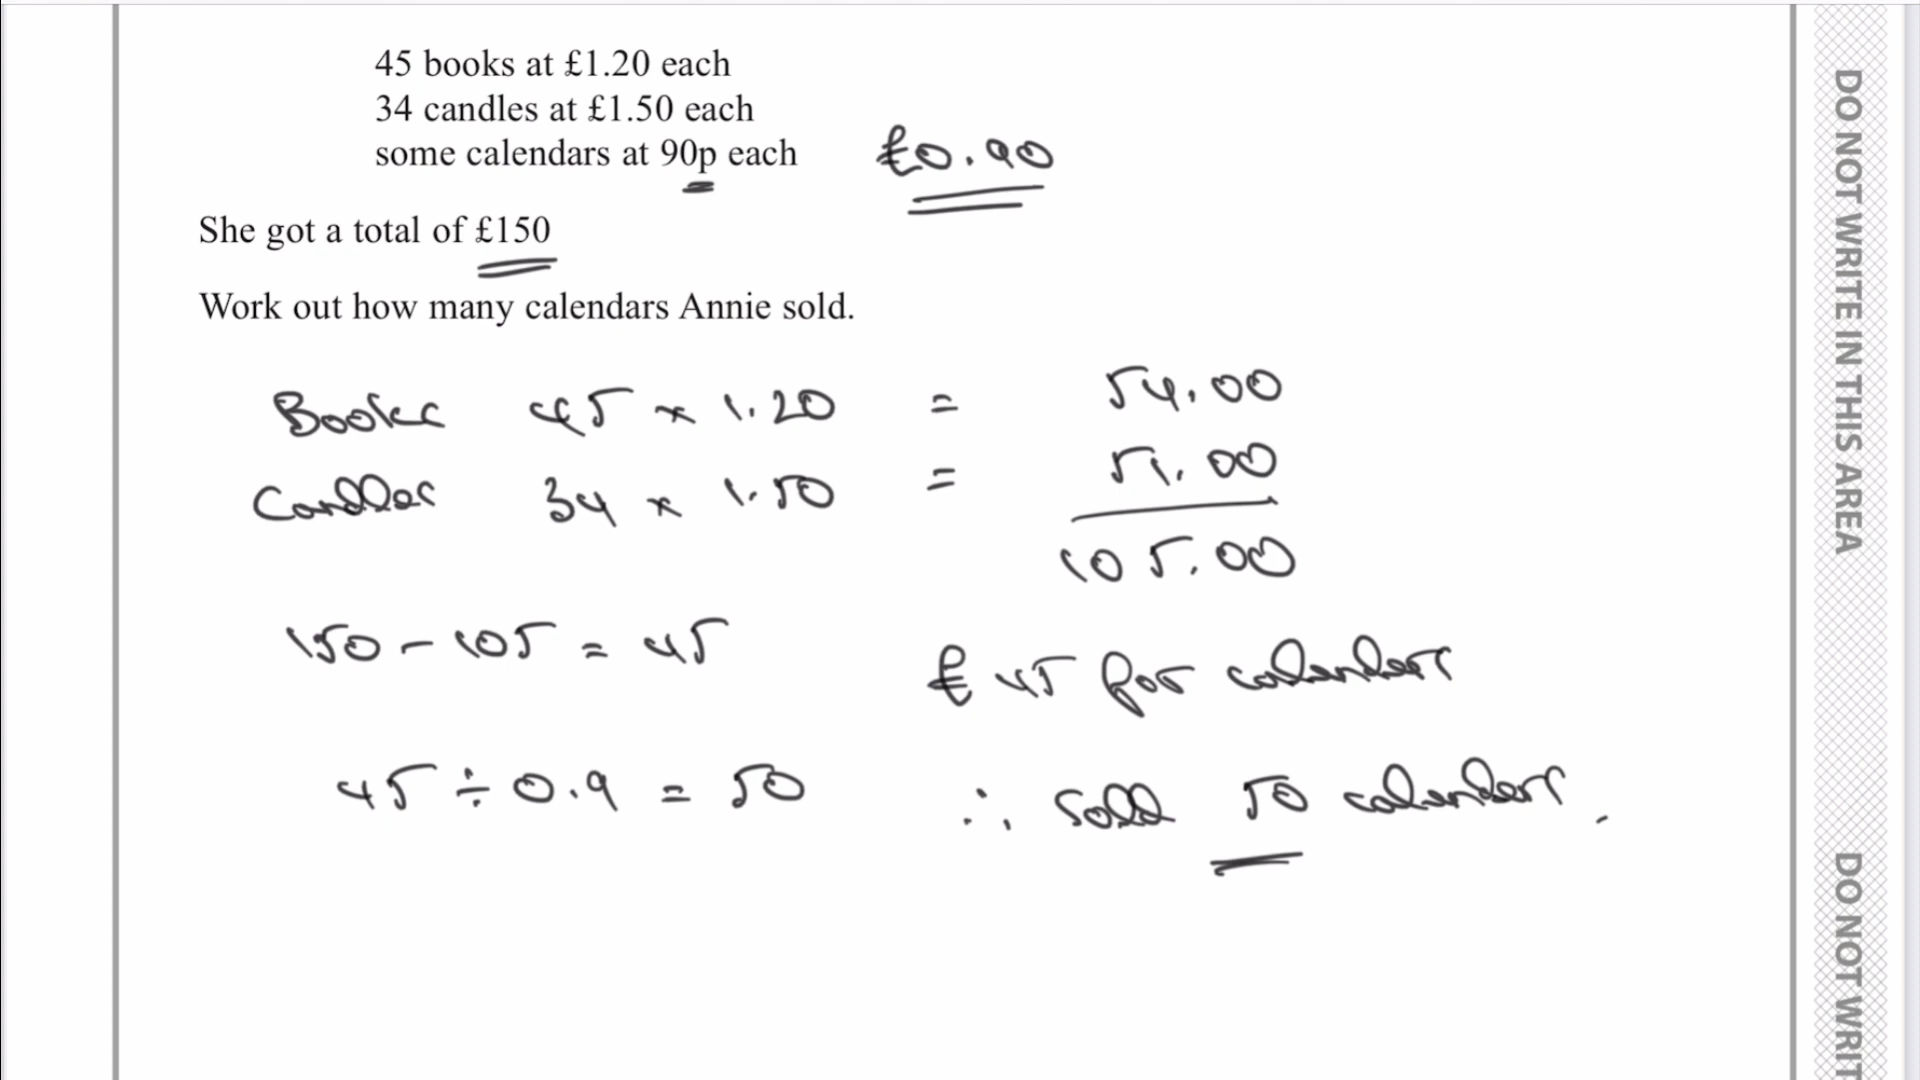 45 books at £1.20 each
34 candles at £1.50 each
some calendars at 90p each
£0.90
She got a total of £150
Work out how many calendars Annie sold.
Books 45 × 1.20 = 54.00
Candles 34 × 1.50 = 51.00
105.00
150 - 105 = 45
£45 for calenders
45 ÷ 0.9 = 50
∴ sold 50 calenders.
DO NOT WRITE IN THIS AREA
DO NOT WRIT